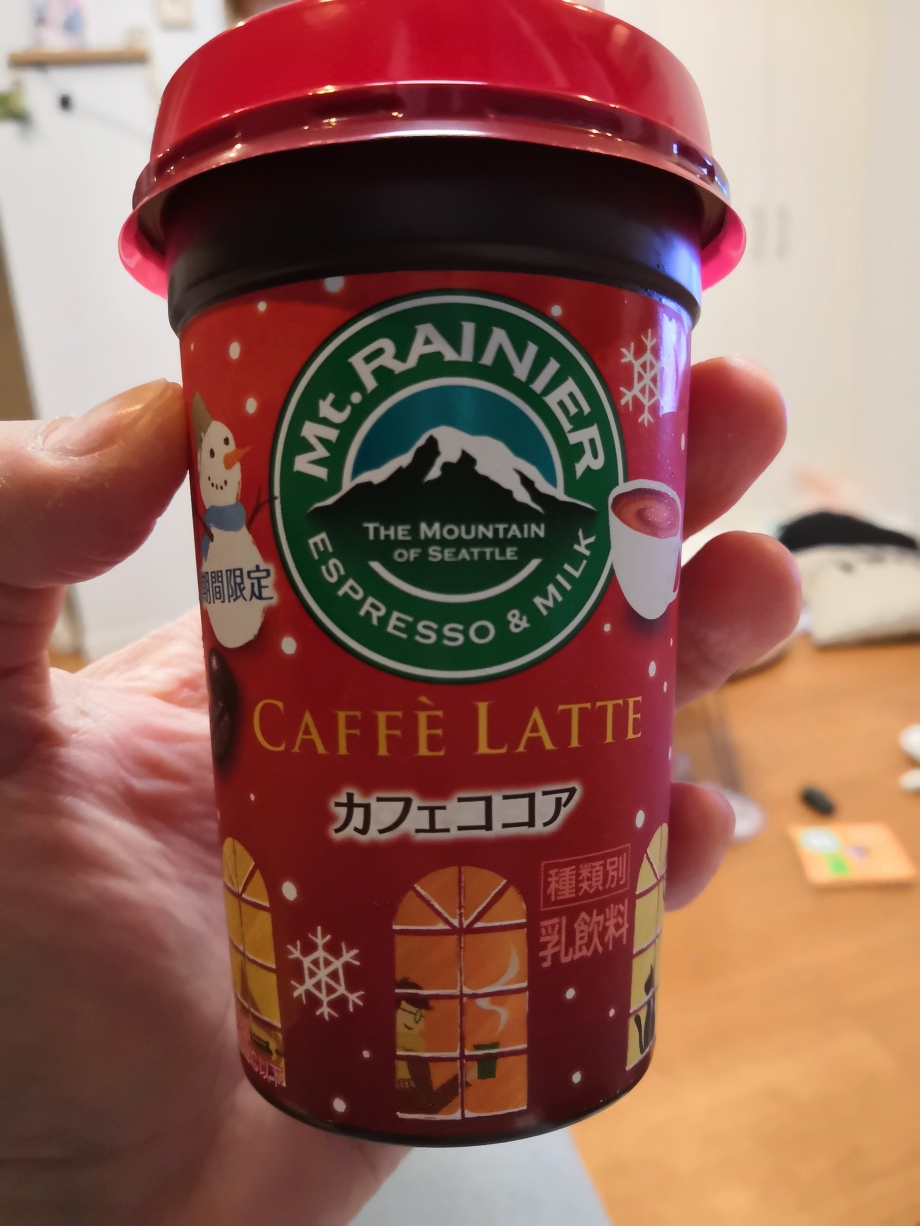 Mt. RAINIER
THE MOUNTAIN
OF SEATTLE
ESPRESSO & MILK
期間限定
CAFFÈ LATTE
カフェココア
種類別
乳飲料